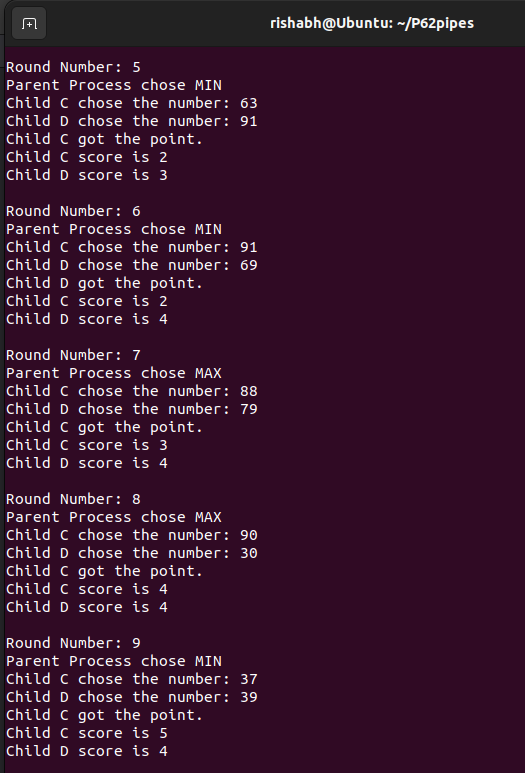 rishabh@Ubuntu: ~/P62pipes
Round Number: 5
Parent Process chose MIN
Child C chose the number: 63
Child D chose the number: 91
Child C got the point.
Child C score is 2
Child D score is 3
Round Number: 6
Parent Process chose MIN
Child C chose the number: 91
Child D chose the number: 69
Child D got the point.
Child C score is 2
Child D score is 4
Round Number: 7
Parent Process chose MAX
Child C chose the number: 88
Child D chose the number: 79
Child C got the point.
Child C score is 3
Child D score is 4
Round Number: 8
Parent Process chose MAX
Child C chose the number: 90
Child D chose the number: 30
Child C got the point.
Child C score is 4
Child D score is 4
Round Number: 9
Parent Process chose MIN
Child C chose the number: 37
Child D chose the number: 39
Child C got the point.
Child C score is 5
Child D score is 4